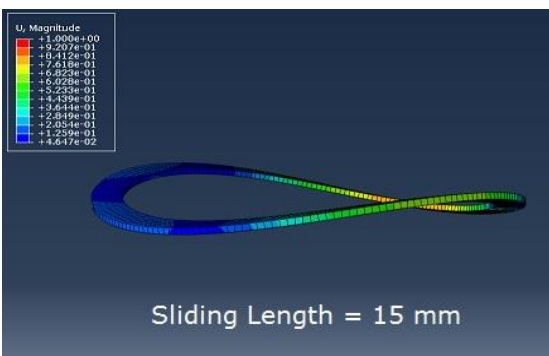 U, Magnitude
+1.000e+00
+9.207e-01
+8.412e-01
+7.618e-01
+6.823e-01
+6.028e-01
+5.233e-01
+4.439e-01
+3.644e-01
+2.849e-01
+2.054e-01
+1.259e-01
+4.647e-02
Sliding Length = 15 mm